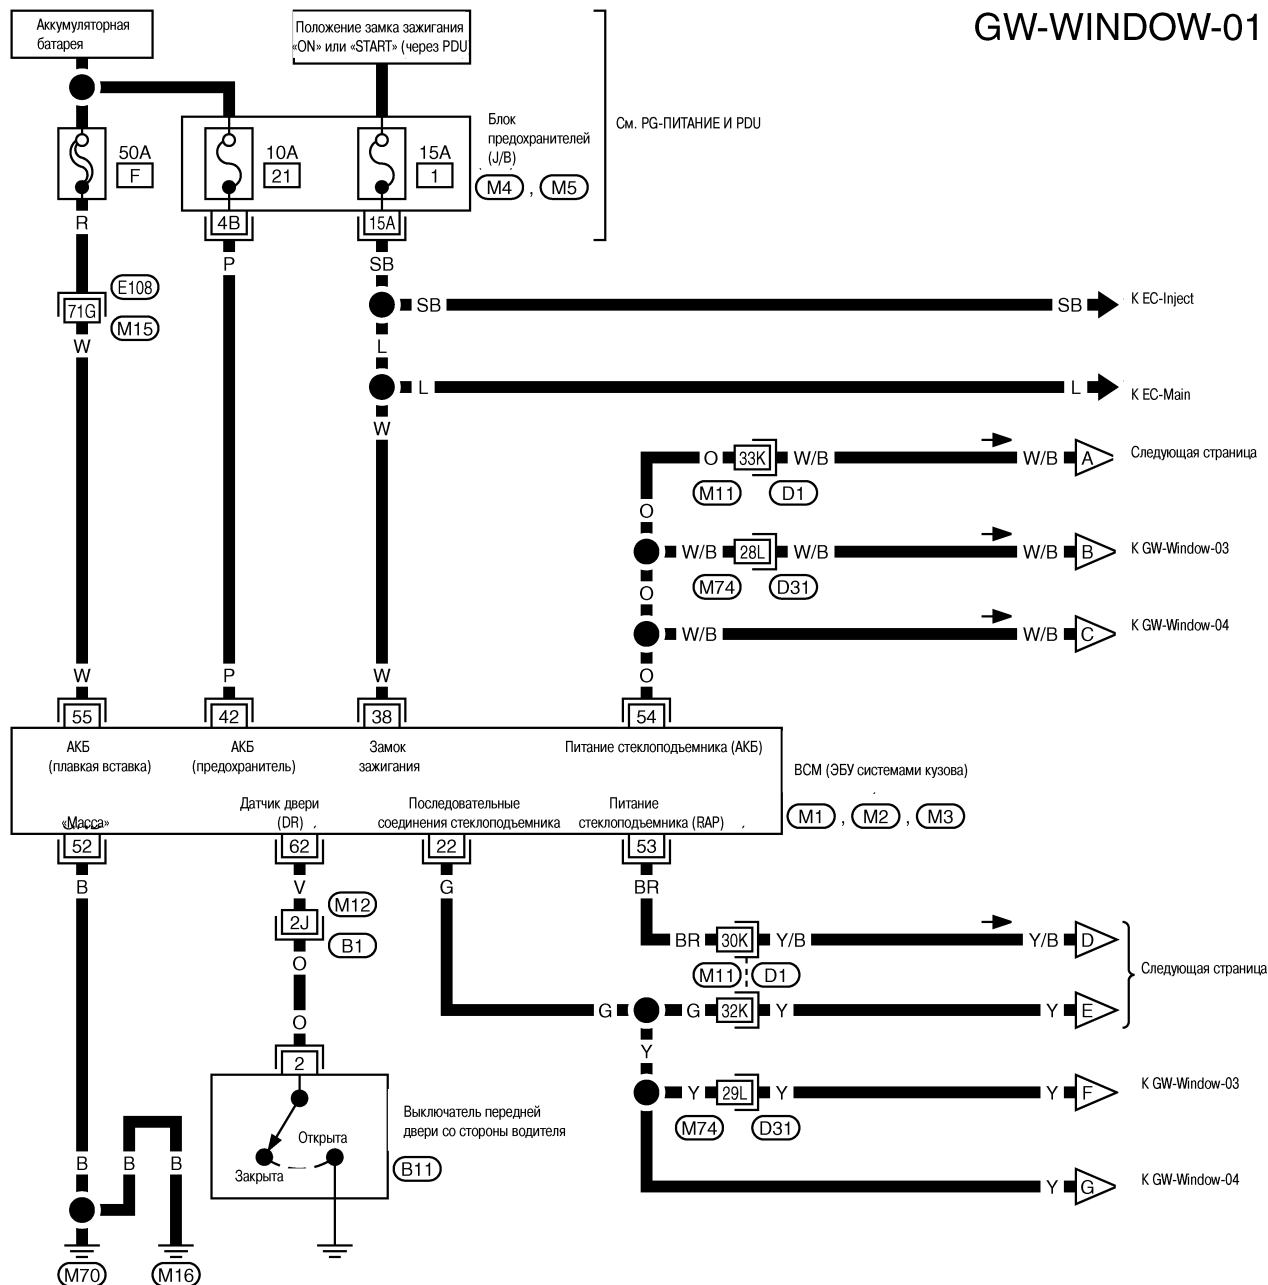 GW-WINDOW-01
Аккумуляторная
батарея
Положение замка зажигания
«ON» или «START» (через PDU
См. PG-ПИТАНИЕ И PDU
Блок
предохранителей
(J/B)
M4 , M5
50A
F
10A
21
15A
1
4B
15A
R
P
SB
E108
71G
M15
SB
SB
К EC-Inject
W
L
L
L
К EC-Main
W
O
33K
W/B
W/B
A
Следующая страница
M11
D1
O
W/B
28L
W/B
W/B
B
К GW-Window-03
M74
D31
O
W/B
W/B
C
К GW-Window-04
W
P
W
O
55
42
38
54
АКБ
(плавкая вставка)
АКБ
(предохранитель)
Замок
зажигания
Питание стеклоподъемника (АКБ)
BCM (ЭБУ системами кузова)
M1 , M2 , M3
«Масса»
Датчик двери
(DR)
Последовательные
соединения стеклоподъемника
Питание
стеклоподъемника (RAP)
52
62
22
53
B
V
G
BR
M12
2J
B1
BR
30K
Y/B
Y/B
D
M11
D1
Следующая страница
O
G
G
32K
Y
Y
E
O
Y
2
Y
29L
Y
Y
F
К GW-Window-03
M74
D31
Выключатель передней
двери со стороны водителя
Открыта
Закрыта
B11
B
B
B
Y
G
К GW-Window-04
M70
M16